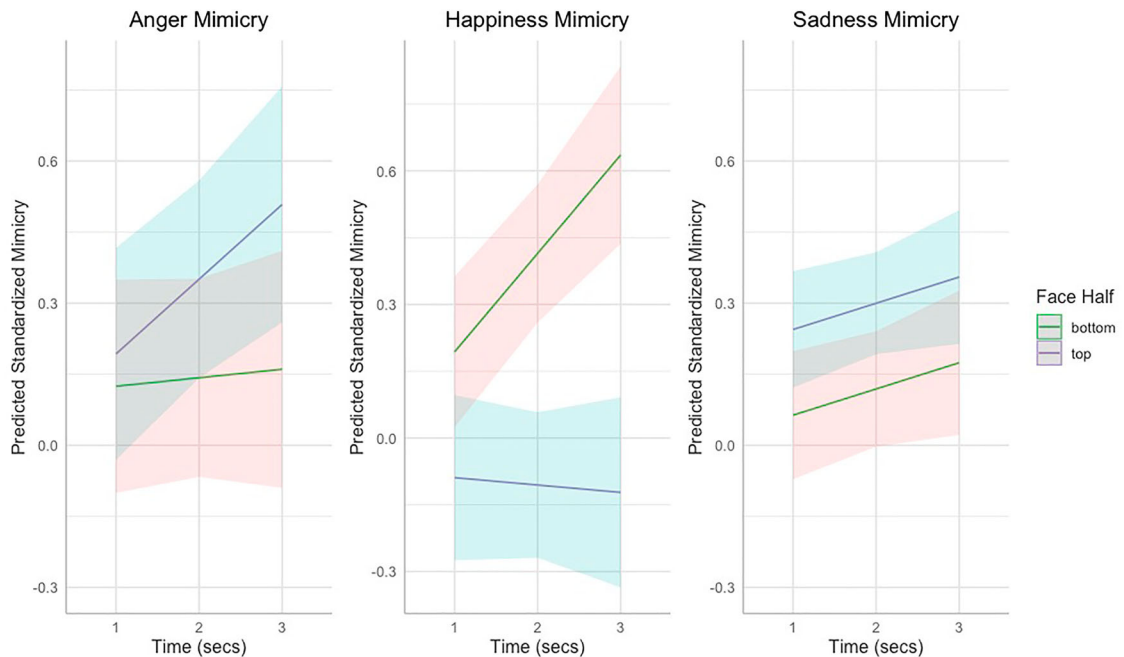 Anger Mimicry
Predicted Standardized Mimicry
0.6
0.3
0.0
-0.3
1 2 3
Time (secs)
Happiness Mimicry
Predicted Standardized Mimicry
0.6
0.3
0.0
-0.3
1 2 3
Time (secs)
Sadness Mimicry
Predicted Standardized Mimicry
0.6
0.3
0.0
-0.3
1 2 3
Time (secs)
Face Half
bottom
top